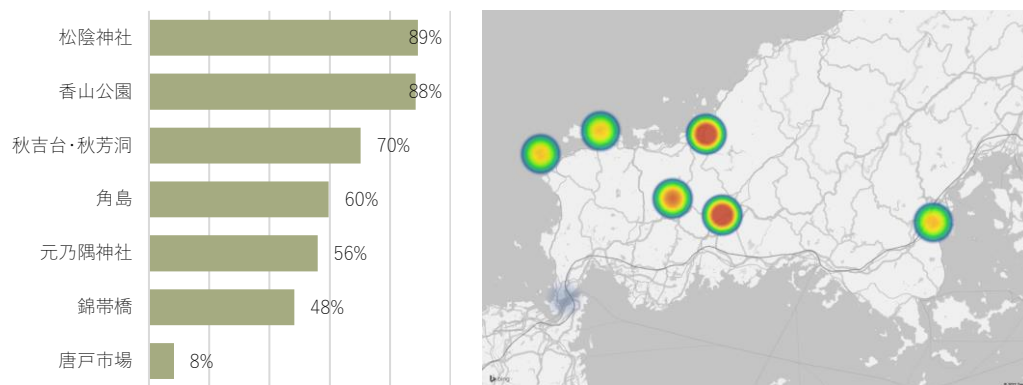 松陰神社 89%
香山公園 88%
秋吉台・秋芳洞 70%
角島 60%
元乃隅神社 56%
錦帯橋 48%
唐戸市場 8%